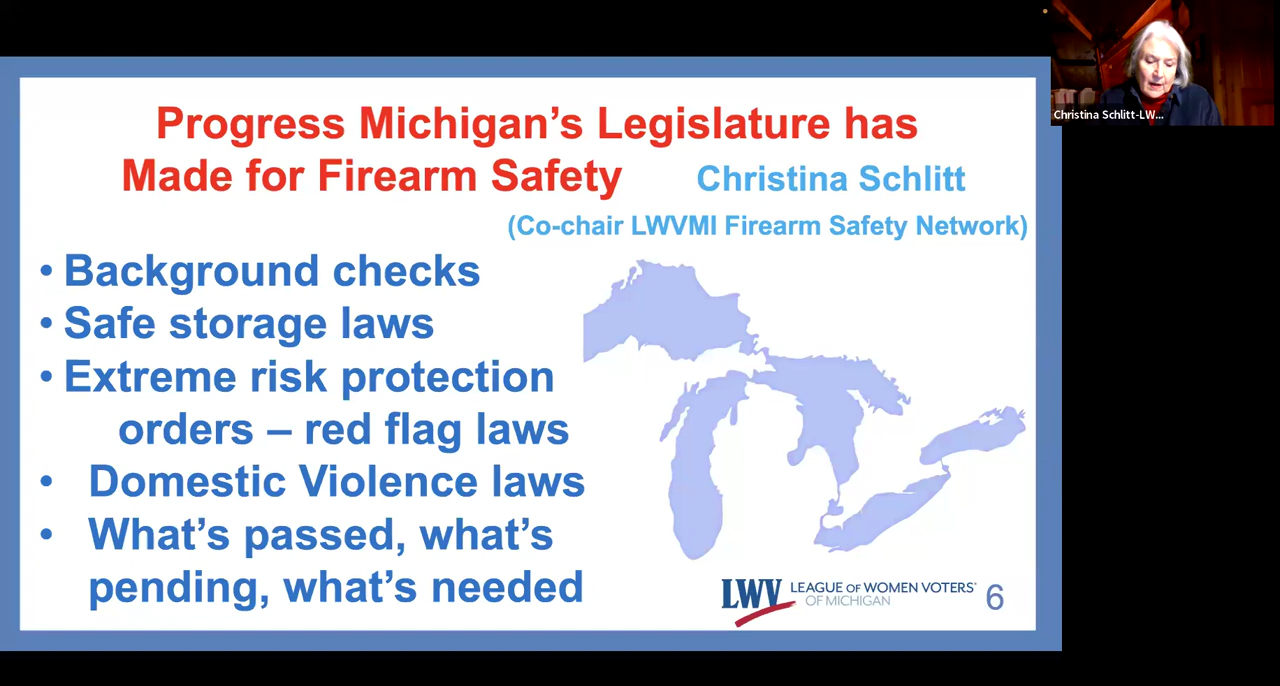 Progress Michigan’s Legislature has
Made for Firearm Safety Christina Schlitt
(Co-chair LWVMI Firearm Safety Network)
• Background checks
• Safe storage laws
• Extreme risk protection
orders – red flag laws
• Domestic Violence laws
• What’s passed, what’s
pending, what’s needed
LWV LEAGUE OF WOMEN VOTERS®
OF MICHIGAN
6
Christina Schlitt-LW...